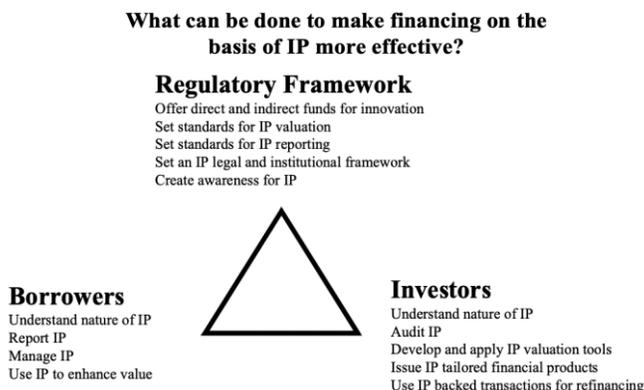 What can be done to make financing on the
basis of IP more effective?
Regulatory Framework
Offer direct and indirect funds for innovation
Set standards for IP valuation
Set standards for IP reporting
Set an IP legal and institutional framework
Create awareness for IP
Borrowers
Understand nature of IP
Report IP
Manage IP
Use IP to enhance value
Investors
Understand nature of IP
Audit IP
Develop and apply IP valuation tools
Issue IP tailored financial products
Use IP backed transactions for refinancing